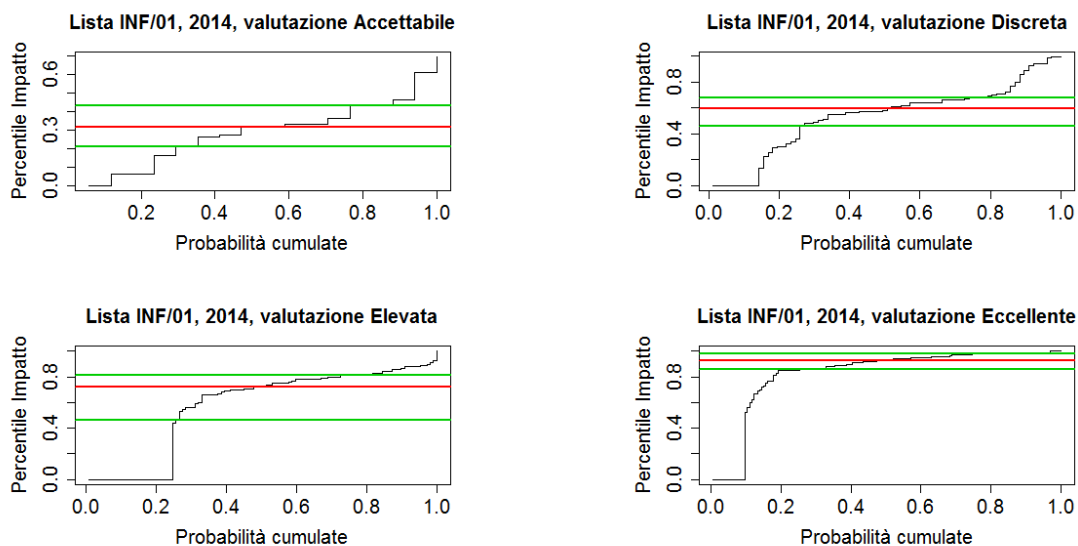 Lista INF/01, 2014, valutazione Accettabile
Percentile Impatto
0.0 0.3 0.6
0.2 0.4 0.6 0.8 1.0
Probabilità cumulate
Lista INF/01, 2014, valutazione Discreta
Percentile Impatto
0.0 0.4 0.8
0.0 0.2 0.4 0.6 0.8 1.0
Probabilità cumulate
Lista INF/01, 2014, valutazione Elevata
Percentile Impatto
0.0 0.4 0.8
0.0 0.2 0.4 0.6 0.8 1.0
Probabilità cumulate
Lista INF/01, 2014, valutazione Eccellente
Percentile Impatto
0.0 0.4 0.8
0.0 0.2 0.4 0.6 0.8 1.0
Probabilità cumulate